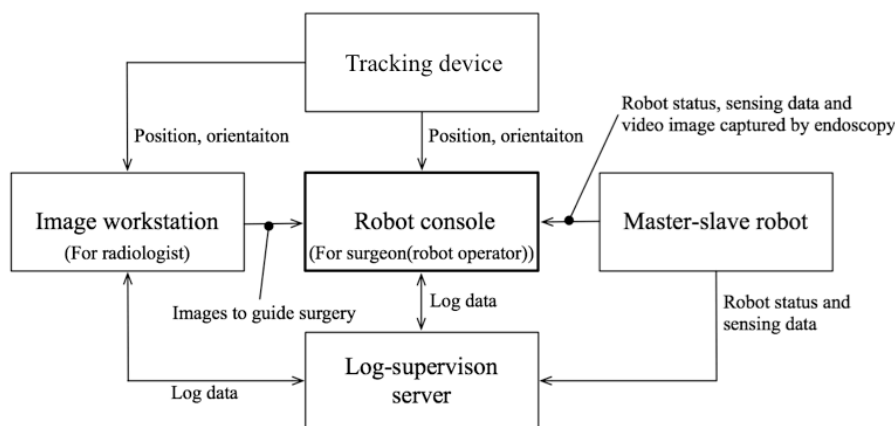 Tracking device
Robot status, sensing data and
video image captured by endoscopy
Position, orientaiton
Position, orientaiton
Image workstation
(For radiologist)
Robot console
(For surgeon(robot operator))
Master-slave robot
Images to guide surgery
Log data
Robot status and
sensing data
Log-supervison
server
Log data